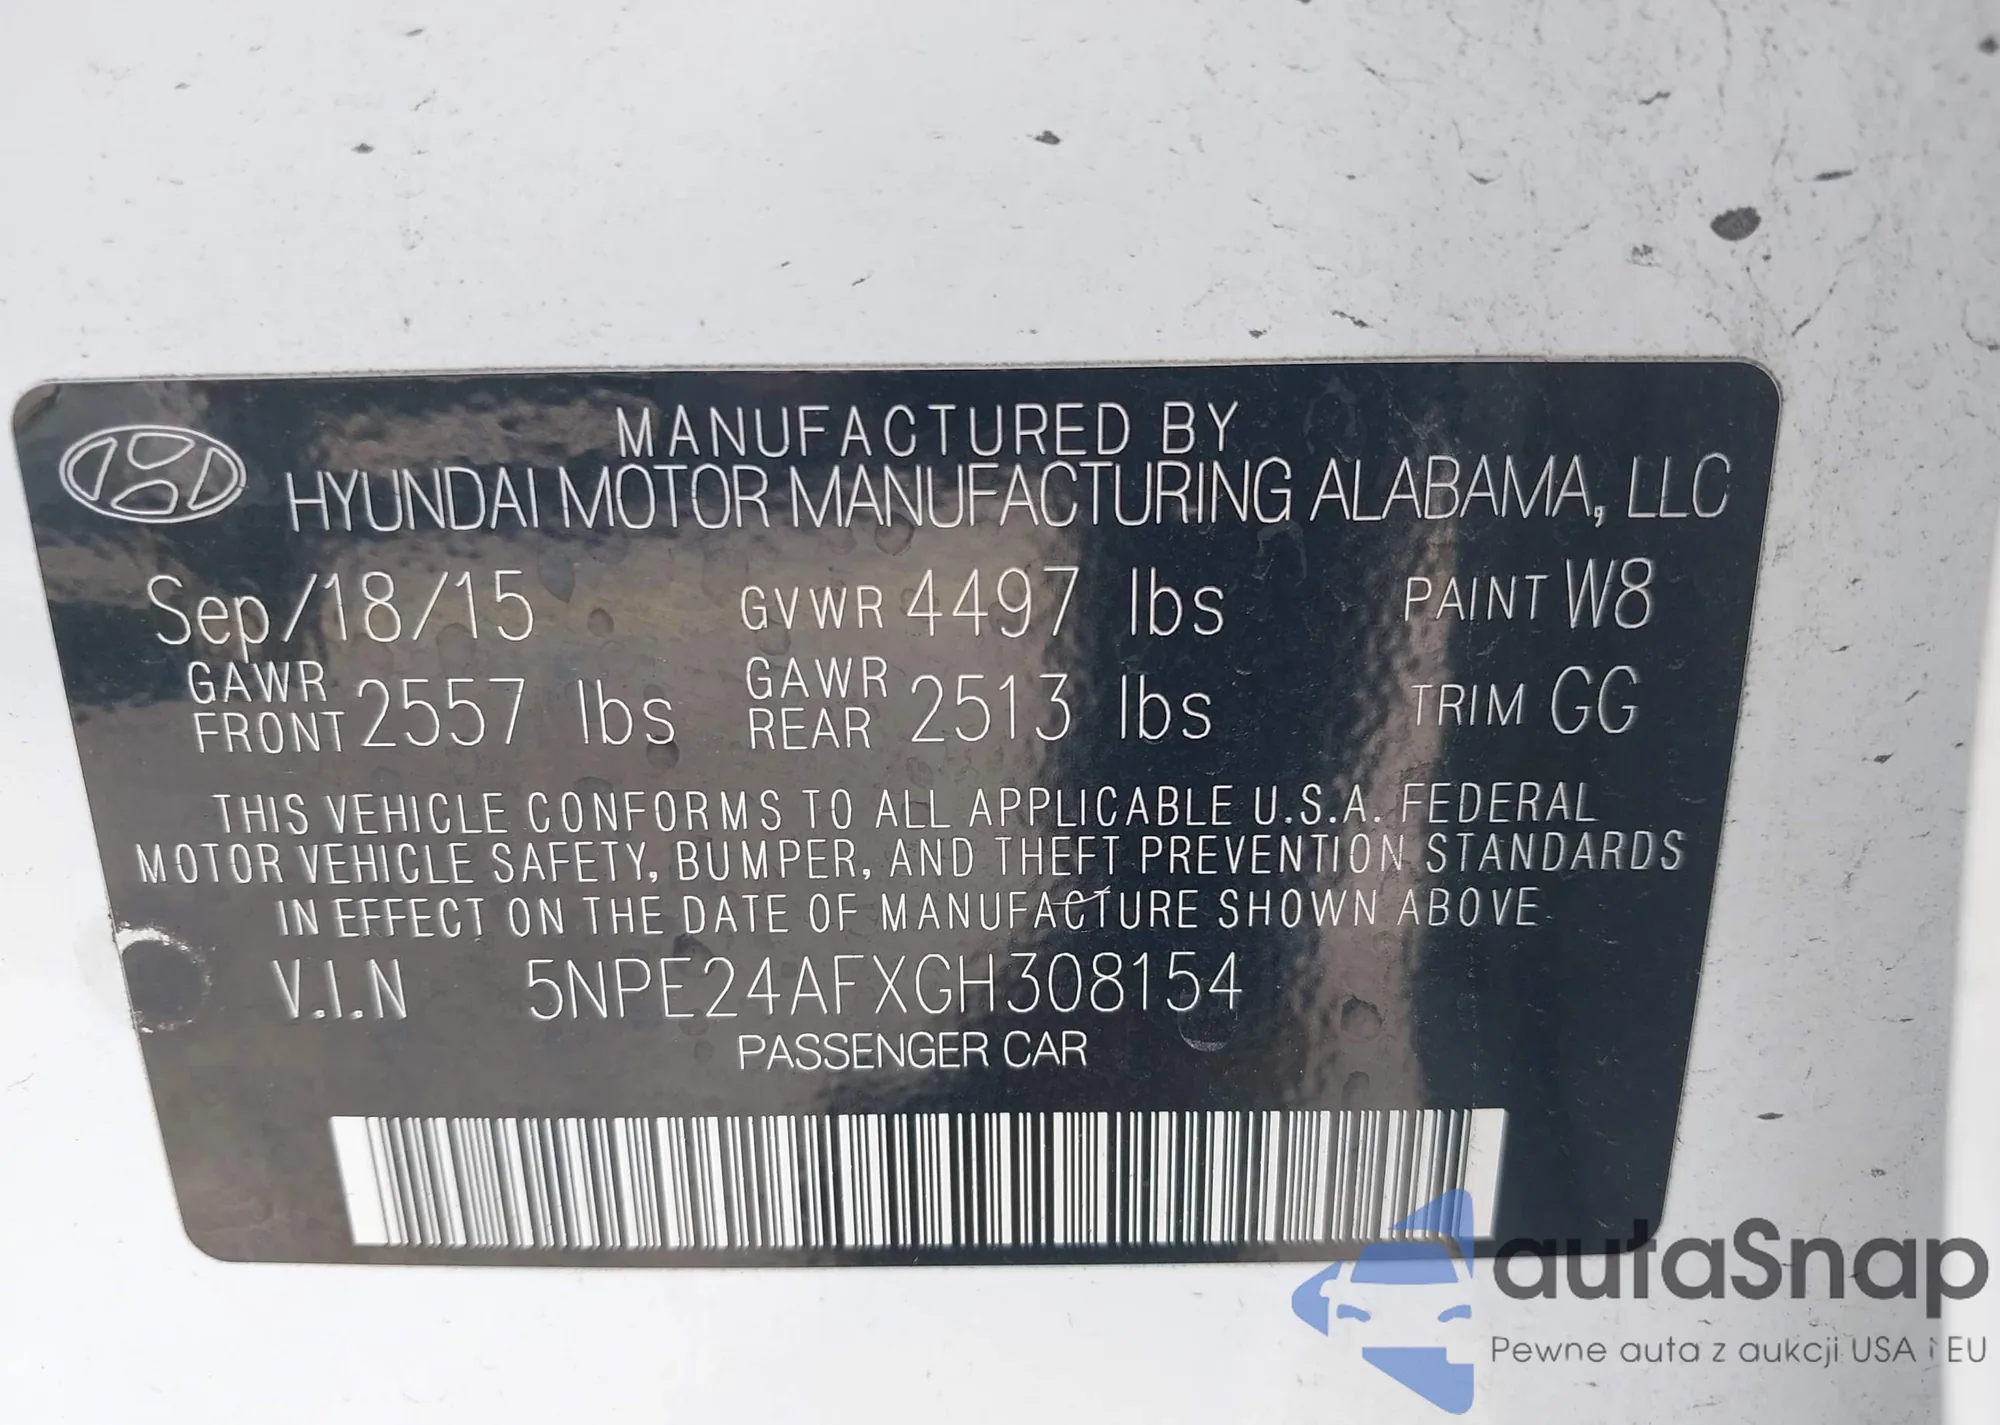 MANUFACTURED BY
HYUNDAI MOTOR MANUFACTURING ALABAMA, LLC
Sep/18/15 GVWR 4497 lbs PAINT W8
GAWR FRONT 2557 lbs GAWR REAR 2513 lbs TRIM GG
THIS VEHICLE CONFORMS TO ALL APPLICABLE U.S.A. FEDERAL
MOTOR VEHICLE SAFETY, BUMPER, AND THEFT PREVENTION STANDARDS
IN EFFECT ON THE DATE OF MANUFACTURE SHOWN ABOVE
V.I.N 5NPE24AFXGH308154
PASSENGER CAR
autaSnap
Pewne auta z aukcji USA i EU